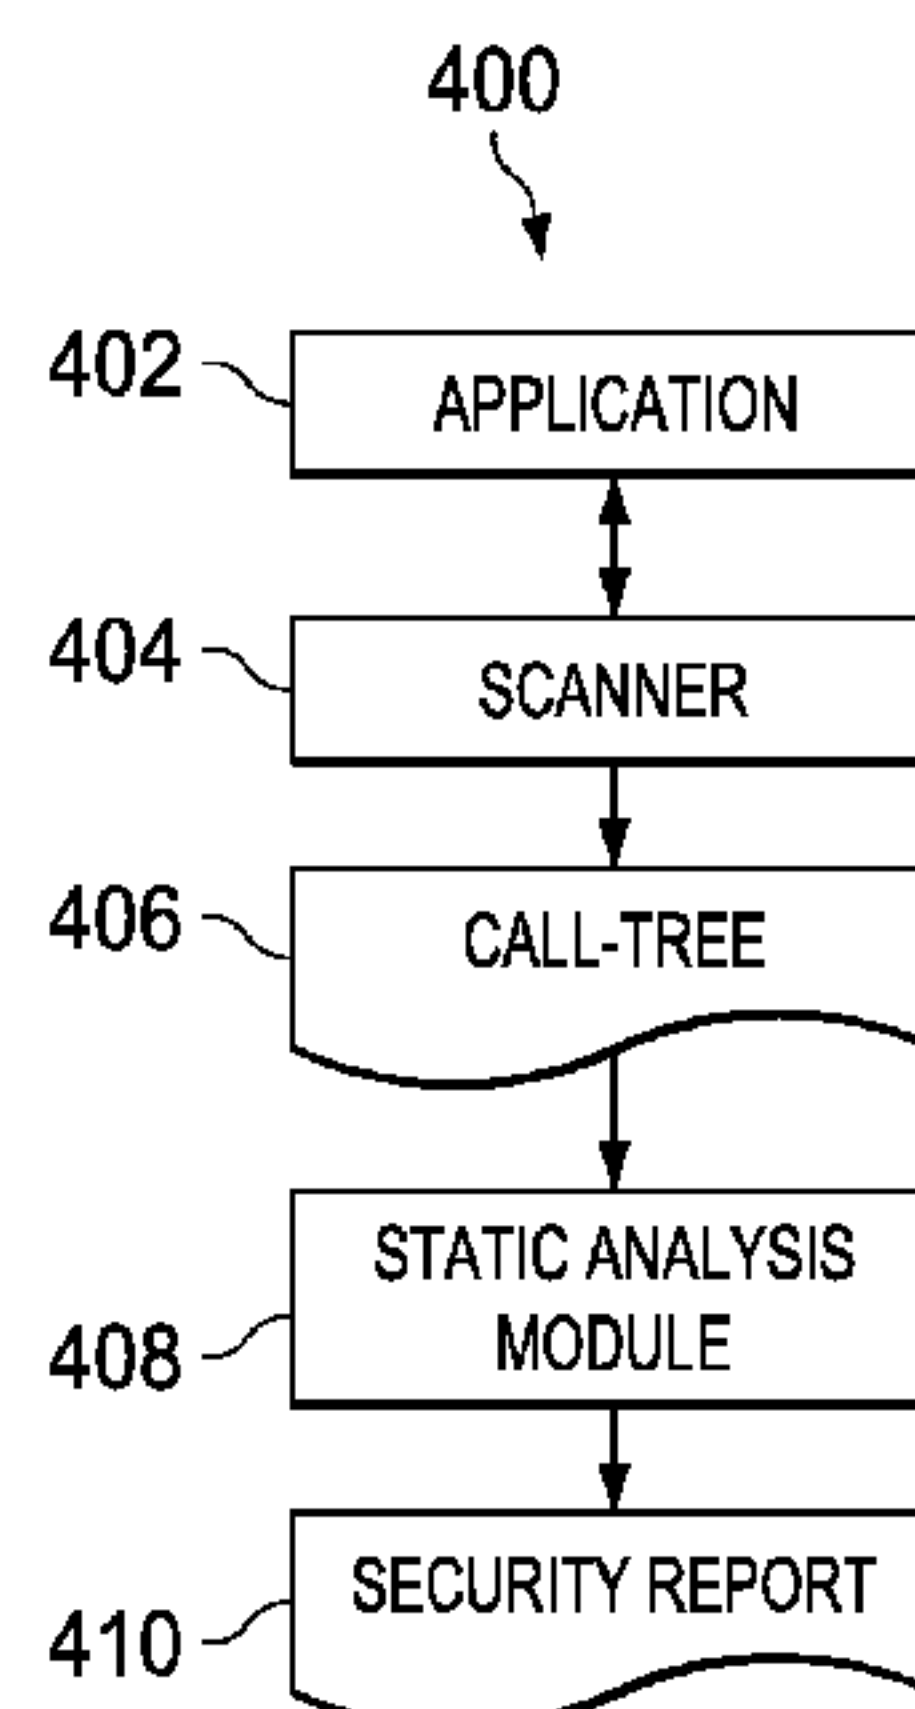 400
402
APPLICATION
404
SCANNER
406
CALL-TREE
STATIC ANALYSIS
MODULE
408
SECURITY REPORT
410